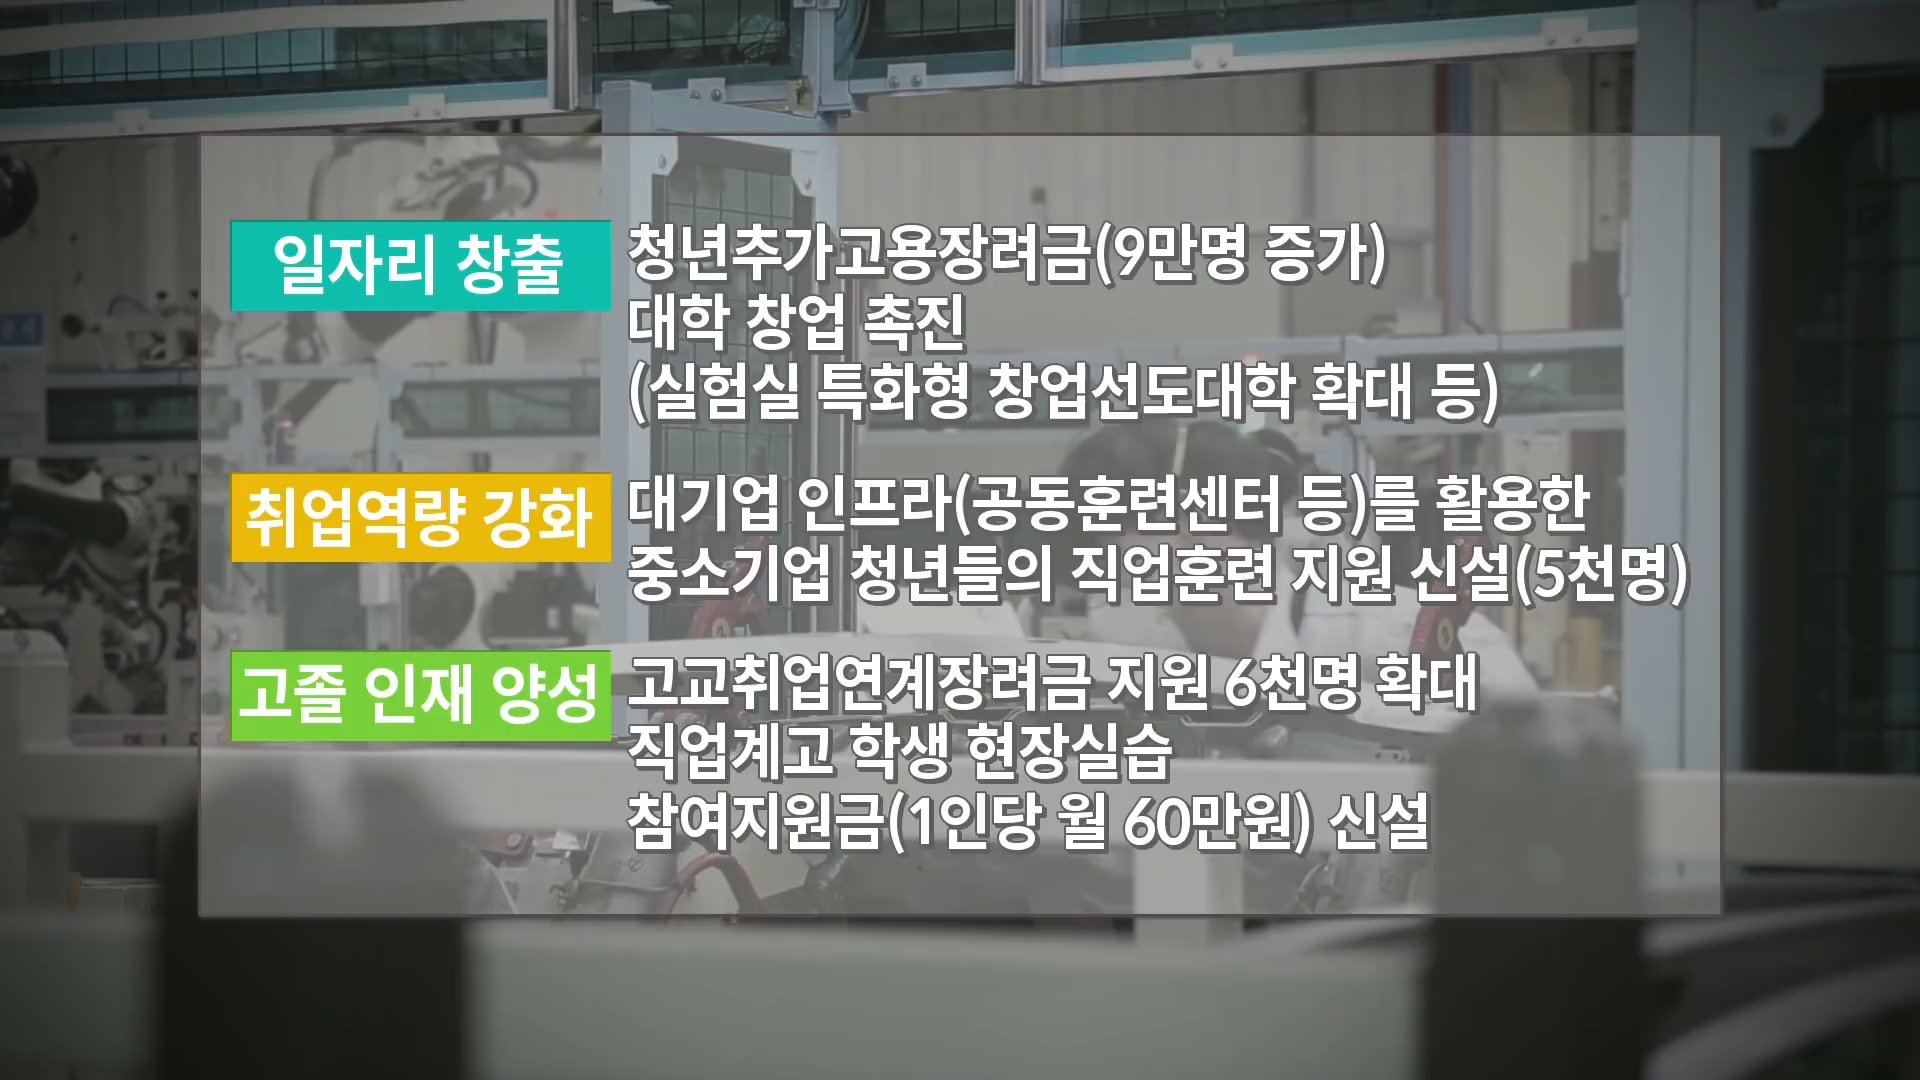 일자리 창출
청년추가고용장려금(9만명 증가)
대학 창업 촉진
(실험실 특화형 창업선도대학 확대 등)
취업역량 강화
대기업 인프라(공동훈련센터 등)를 활용한
중소기업 청년들의 직업훈련 지원 신설(5천명)
고졸 인재 양성
고교취업연계장려금 지원 6천명 확대
직업계고 학생 현장실습
참여지원금(1인당 월 60만원) 신설